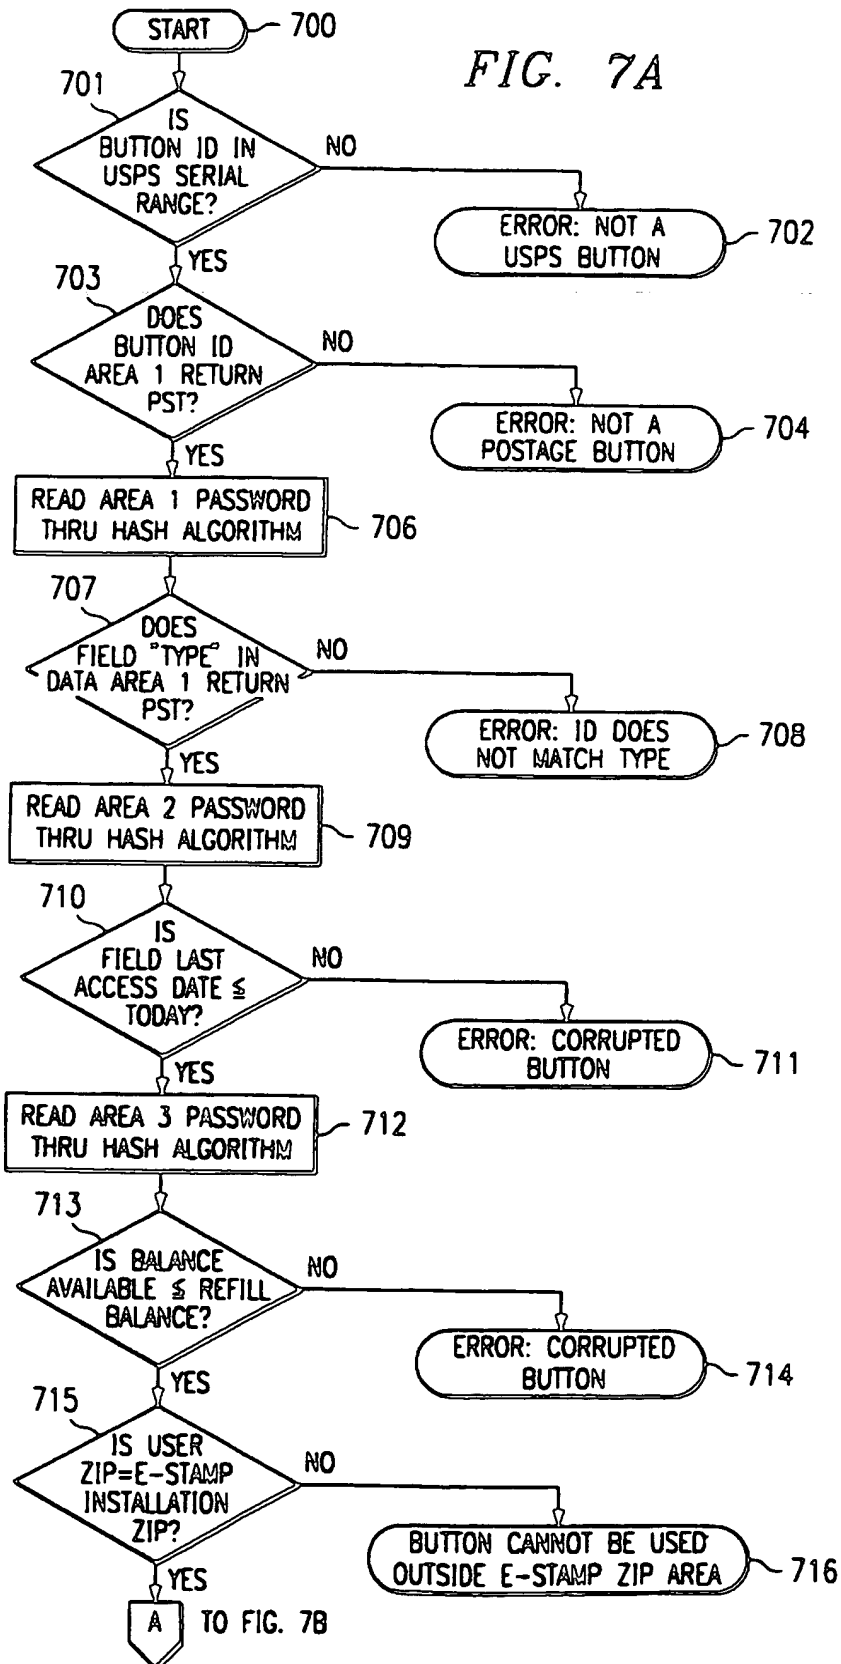 START
700
FIG. 7A
701
IS
BUTTON ID IN
USPS SERIAL
RANGE?
NO
ERROR: NOT A
USPS BUTTON
702
YES
703
DOES
BUTTON ID
AREA 1 RETURN
PST?
NO
ERROR: NOT A
POSTAGE BUTTON
704
YES
READ AREA 1 PASSWORD
THRU HASH ALGORITHM
706
707
DOES
FIELD "TYPE" IN
DATA AREA 1 RETURN
PST?
NO
ERROR: ID DOES
NOT MATCH TYPE
708
YES
READ AREA 2 PASSWORD
THRU HASH ALGORITHM
709
710
IS
FIELD LAST
ACCESS DATE ≤
TODAY?
NO
ERROR: CORRUPTED
BUTTON
711
YES
READ AREA 3 PASSWORD
THRU HASH ALGORITHM
712
713
IS BALANCE
AVAILABLE ≤ REFILL
BALANCE?
NO
ERROR: CORRUPTED
BUTTON
714
YES
715
IS USER
ZIP=E-STAMP
INSTALLATION
ZIP?
NO
BUTTON CANNOT BE USED
OUTSIDE E-STAMP ZIP AREA
716
YES
A
TO FIG. 7B